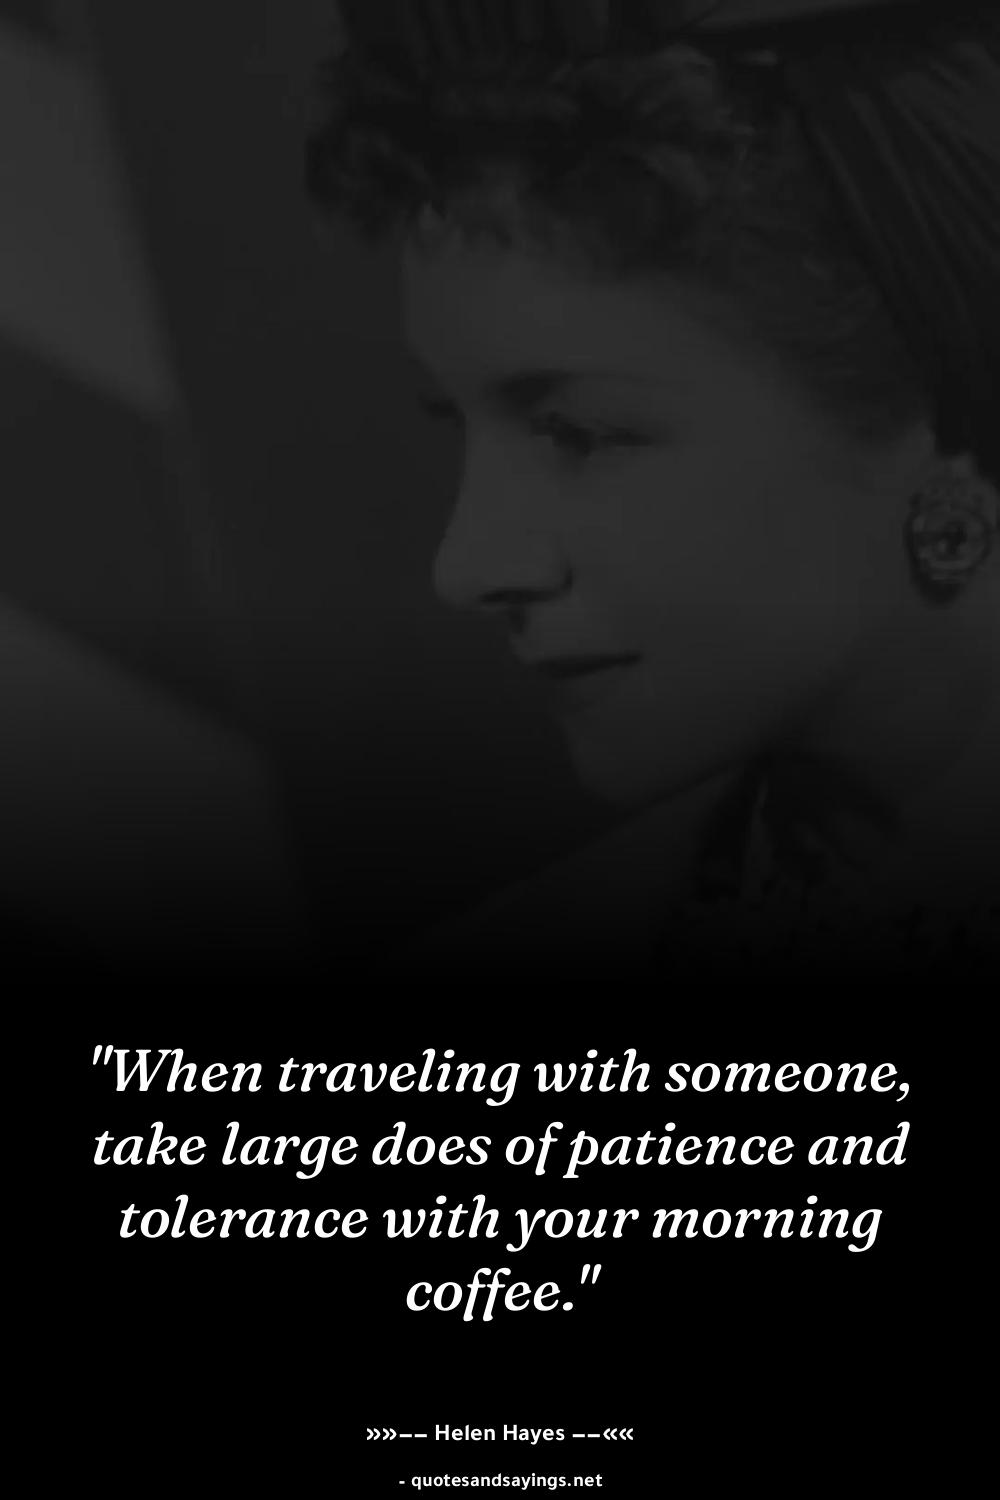 "When traveling with someone,
take large does of patience and
tolerance with your morning
coffee."
»»–– Helen Hayes ––««
- quotesandsayings.net